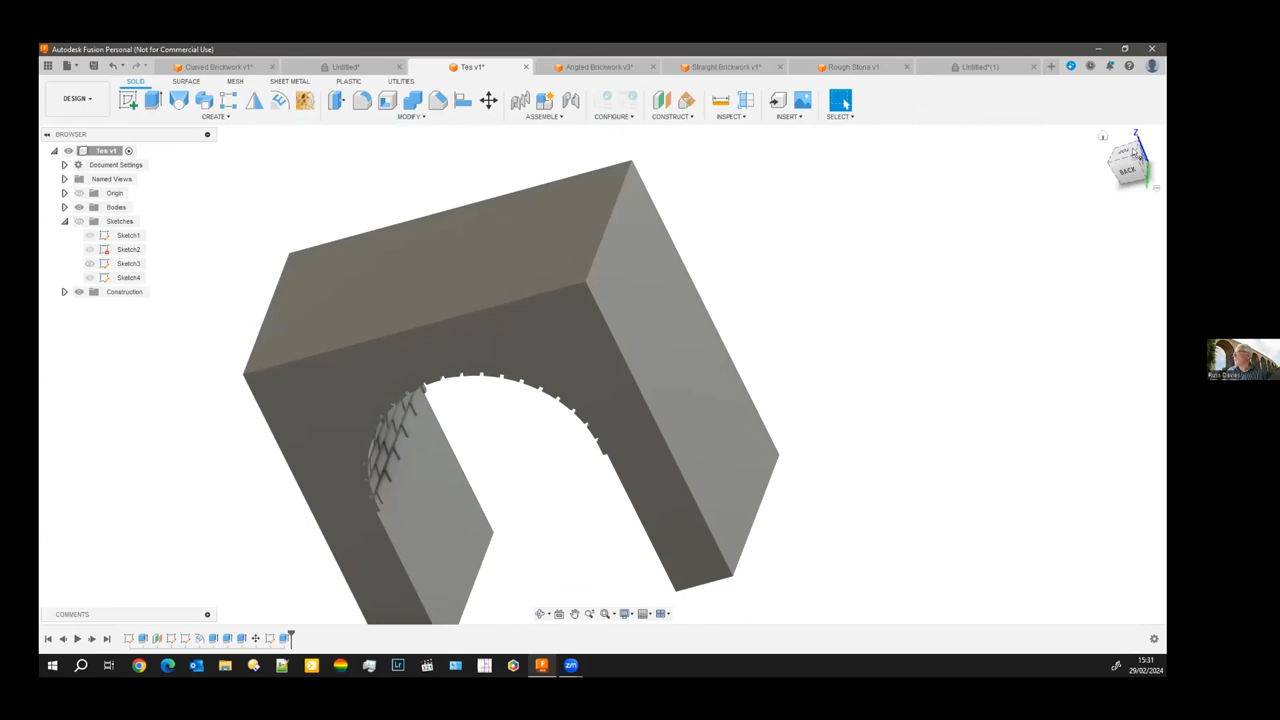 Autodesk Fusion Personal (Not for Commercial Use)
Curved Brickwork v1*
Untitled*
Tes v1*
Angled Brickwork v3*
Straight Brickwork v1*
Rough Stone v1
Untitled*(1)
SOLID SURFACE MESH SHEET METAL PLASTIC UTILITIES
DESIGN
CREATE MODIFY ASSEMBLE CONFIGURE CONSTRUCT INSPECT INSERT SELECT
BROWSER
Tes v1
Document Settings
Named Views
Origin
Bodies
Sketches
Sketch1
Sketch2
Sketch3
Sketch4
Construction
Z
BACK
Russ Davies
COMMENTS
15:31
29/02/2024